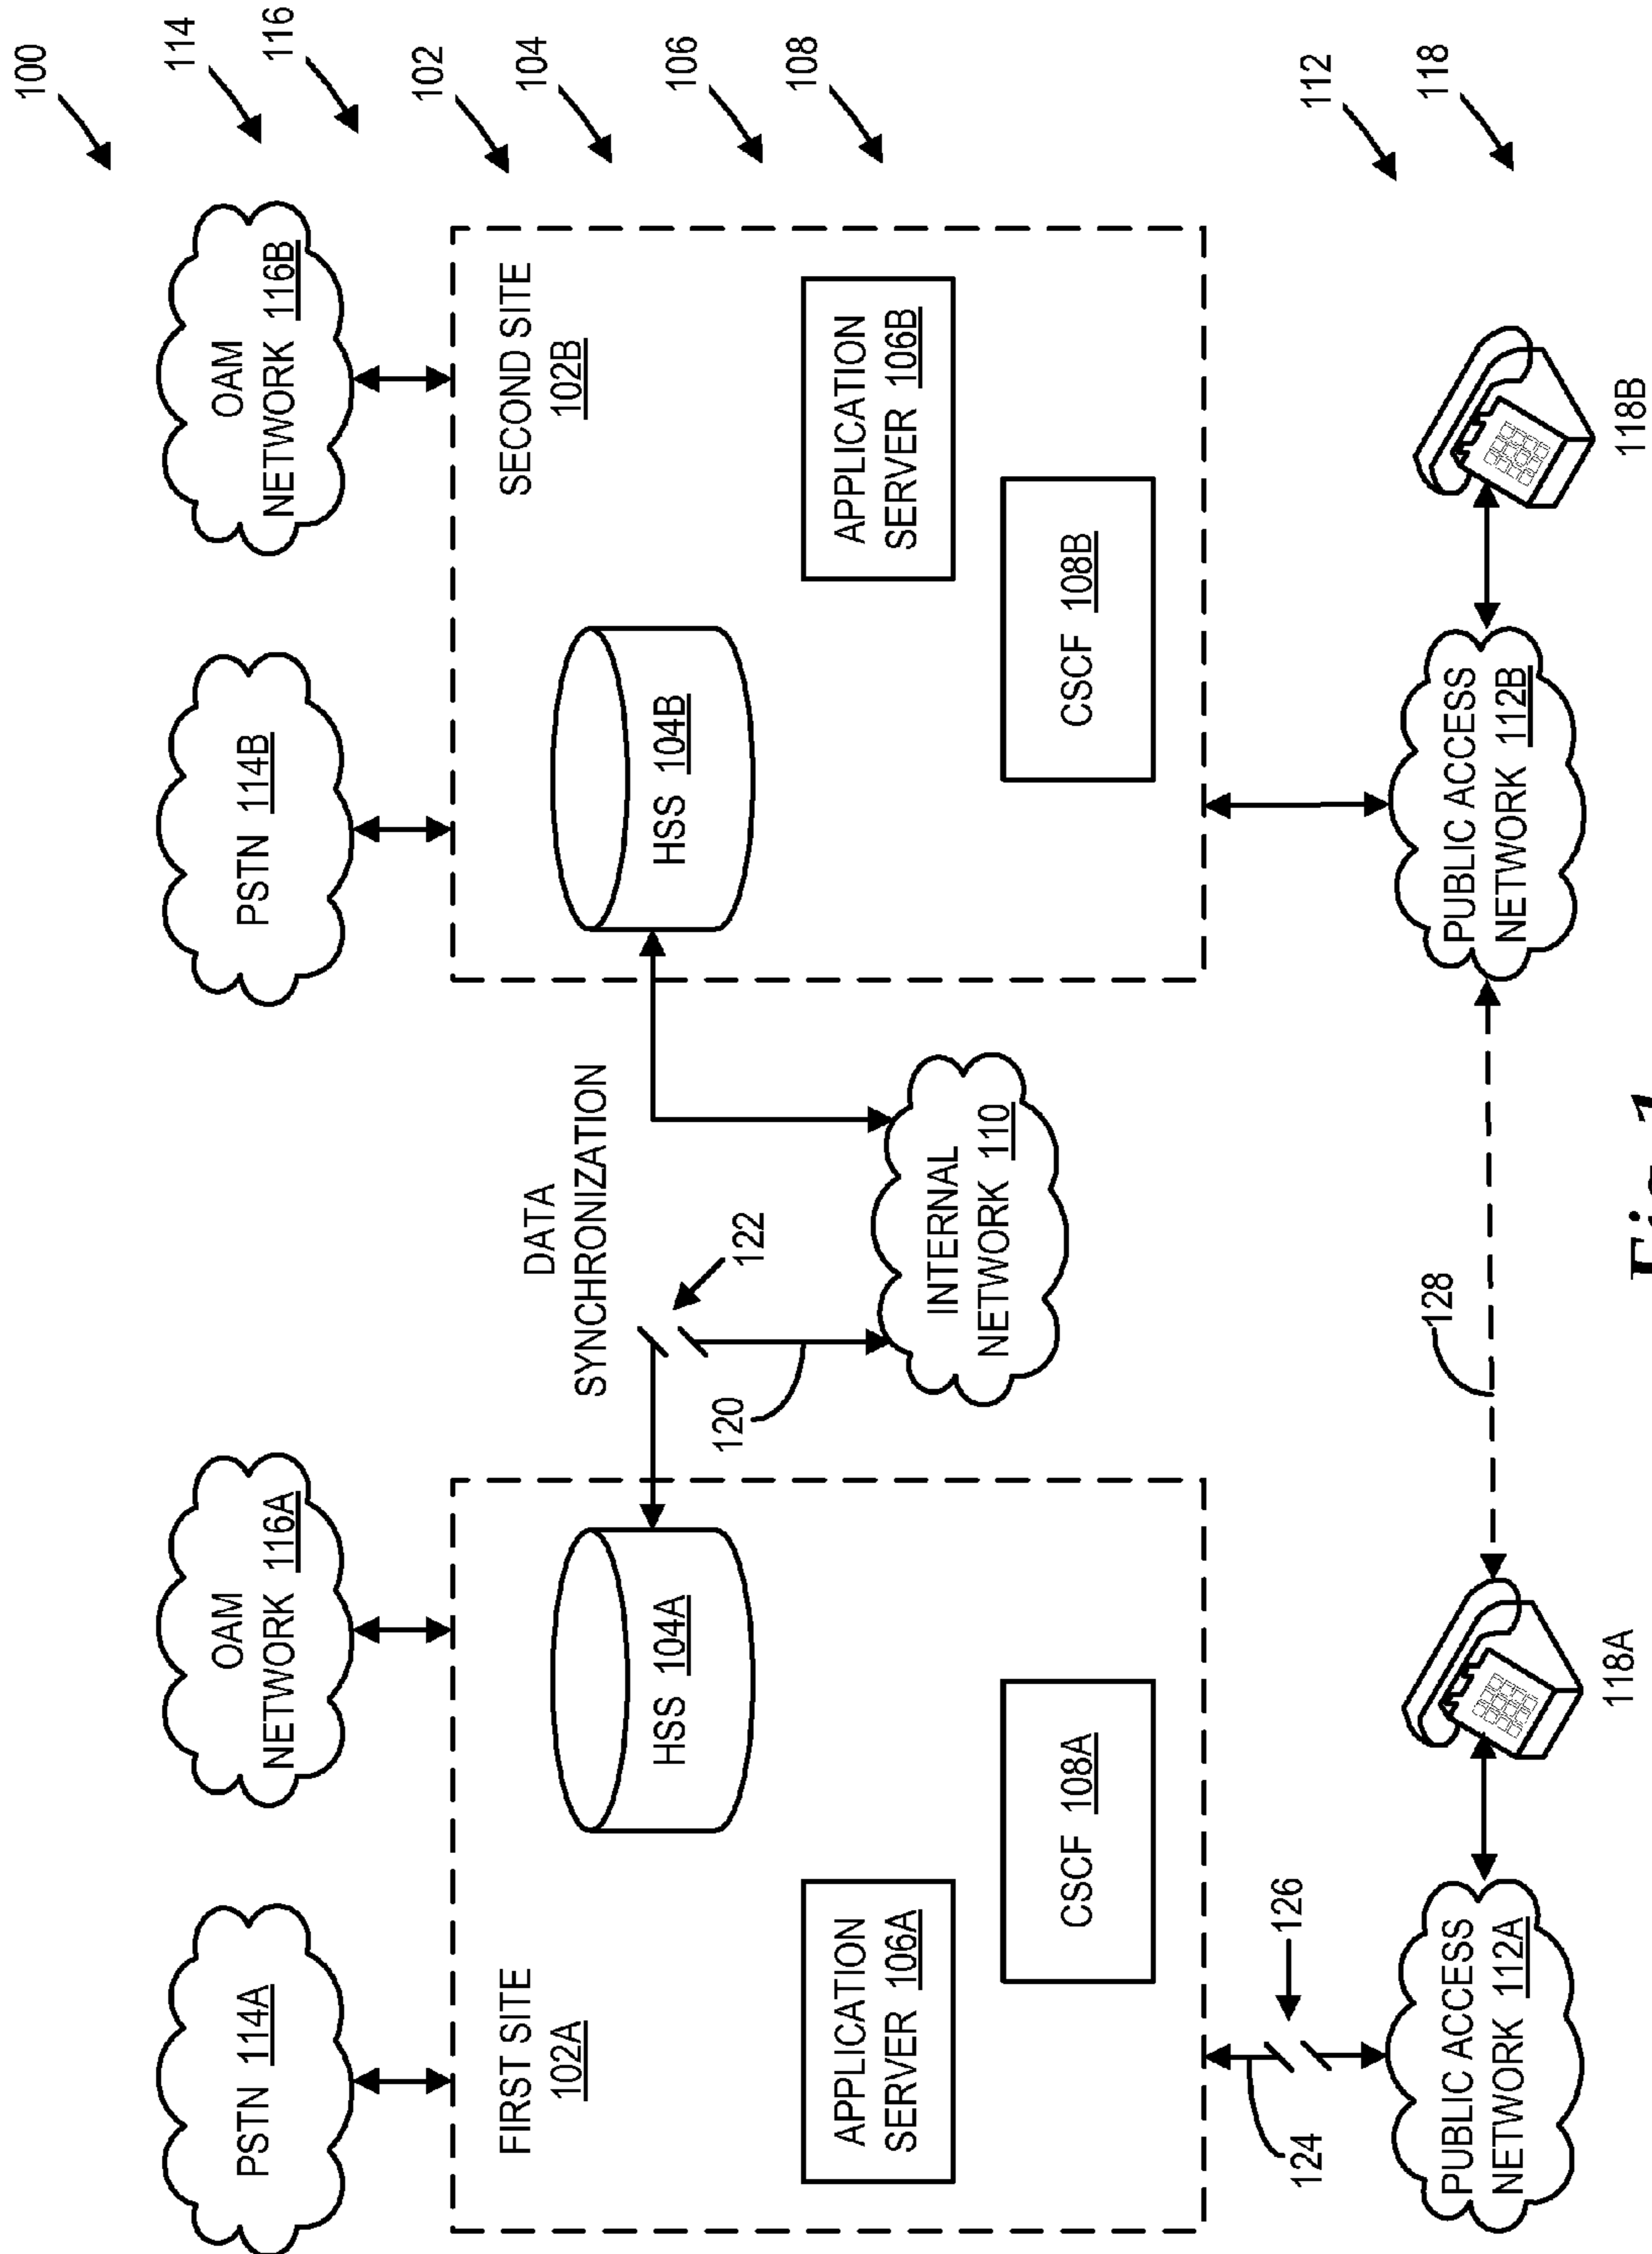 100
114
116
102
104
106
108
112
118
PSTN 114A
OAM
NETWORK 116A
PSTN 114B
OAM
NETWORK 116B
FIRST SITE
102A
HSS 104A
APPLICATION
SERVER 106A
CSCF 108A
DATA
SYNCHRONIZATION
122
120
INTERNAL
NETWORK 110
SECOND SITE
102B
HSS 104B
APPLICATION
SERVER 106B
CSCF 108B
124
126
PUBLIC ACCESS
NETWORK 112A
118A
128
PUBLIC ACCESS
NETWORK 112B
118B